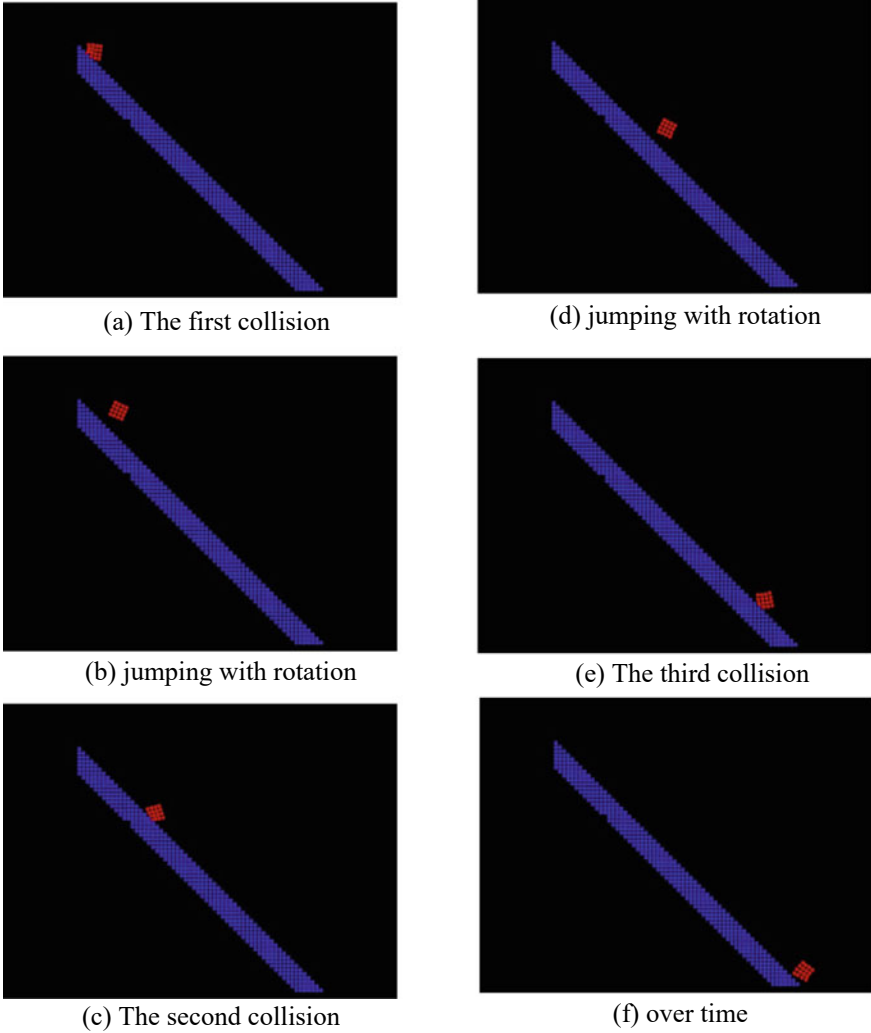 (a) The first collision
(b) jumping with rotation
(c) The second collision
(d) jumping with rotation
(e) The third collision
(f) over time